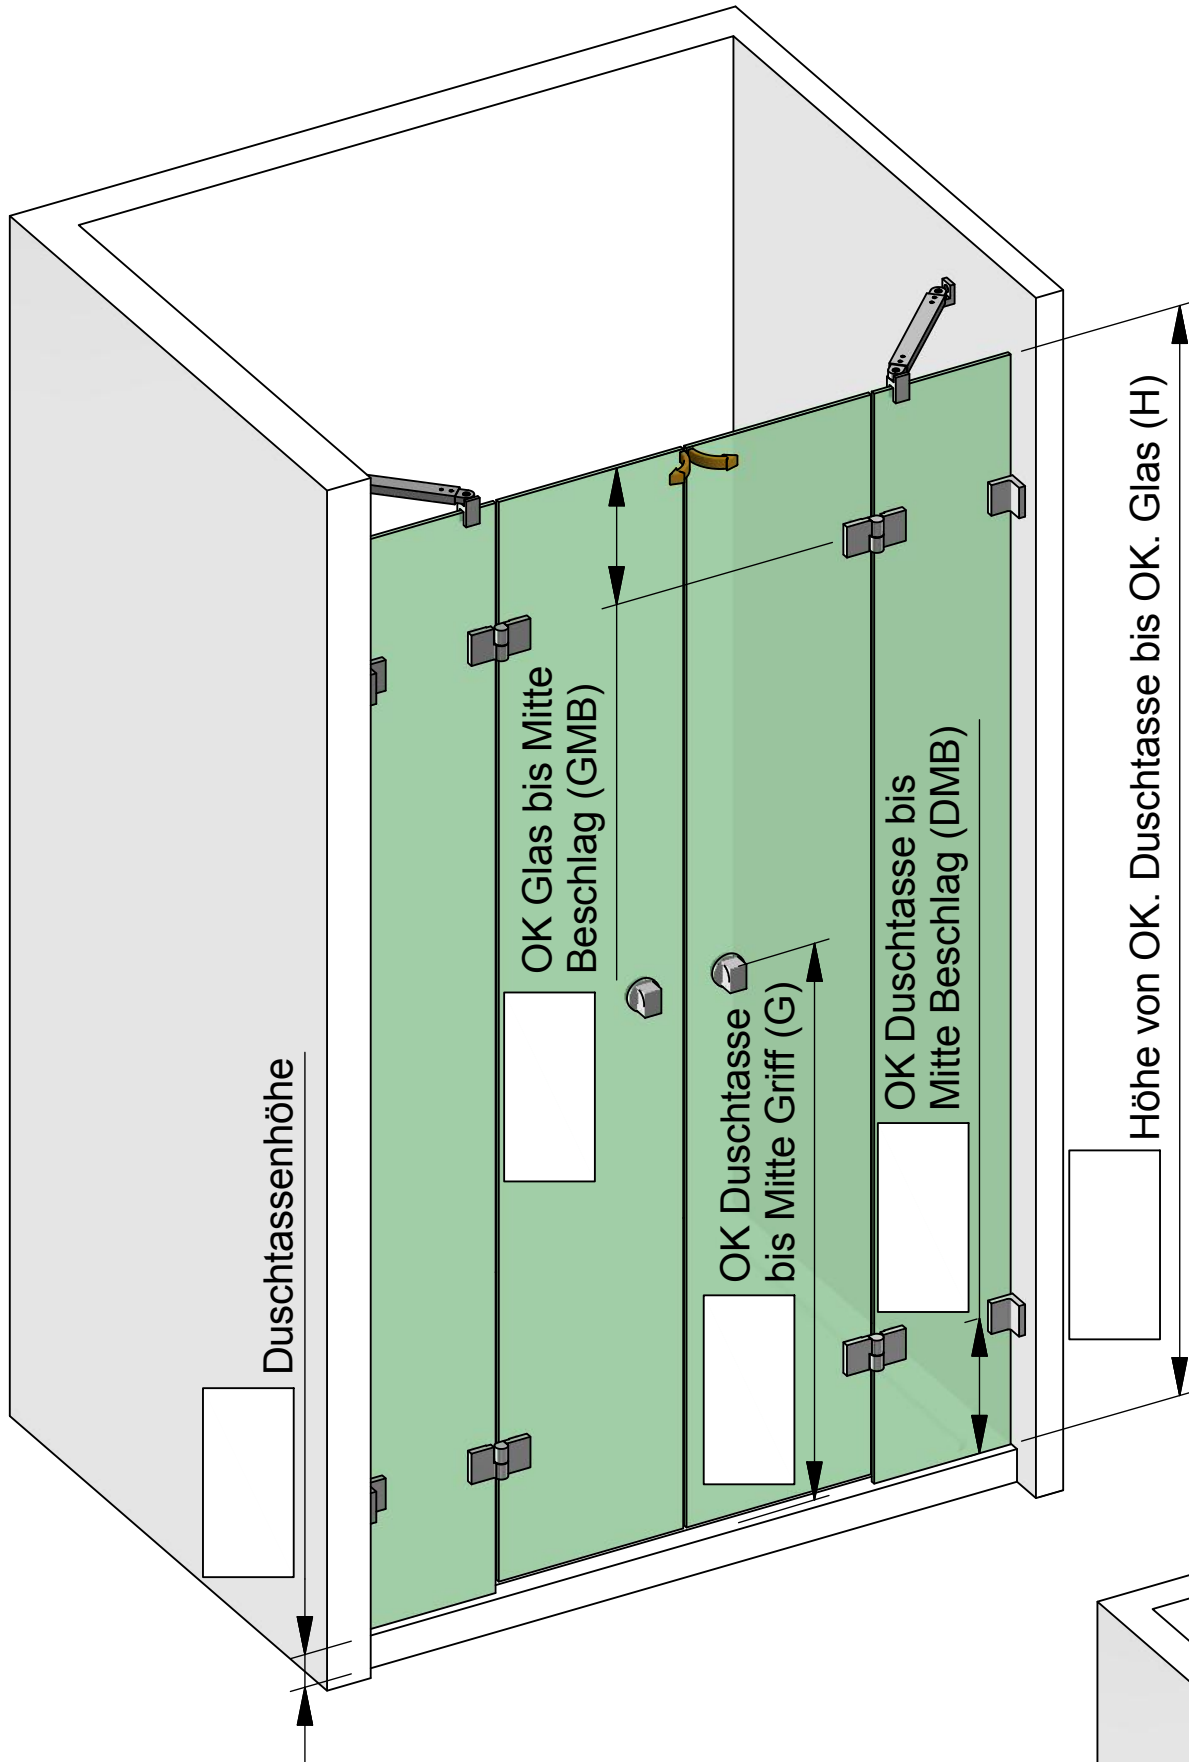 Duschtassenhöhe
OK Glas bis Mitte
Beschlag (GMB)
OK Duschtasse
bis Mitte Griff (G)
OK Duschtasse bis
Mitte Beschlag (DMB)
Höhe von OK. Duschtasse bis OK. Glas (H)